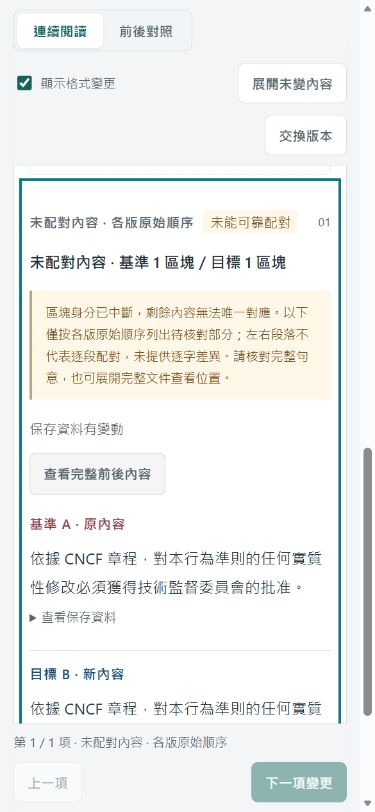 連續閱讀 前後對照
顯示格式變更 展開未變內容
交換版本
未配對內容 · 各版原始順序 未能可靠配對 01
未配對內容 · 基準 1 區塊 / 目標 1 區塊
區塊身分已中斷，剩餘內容無法唯一對應。以下
僅按各版原始順序列出待核對部分；左右段落不
代表逐段配對，未提供逐字差異。請核對完整句
意，也可展開完整文件查看位置。
保存資料有變動
查看完整前後內容
基準 A · 原內容
依據 CNCF 章程，對本行為準則的任何實質
性修改必須獲得技術監督委員會的批准。
▶ 查看保存資料
目標 B · 新內容
依據 CNCF 章程，對本行為準則的任何實質
第 1 / 1 項 · 未配對內容 · 各版原始順序
上一項 下一項變更